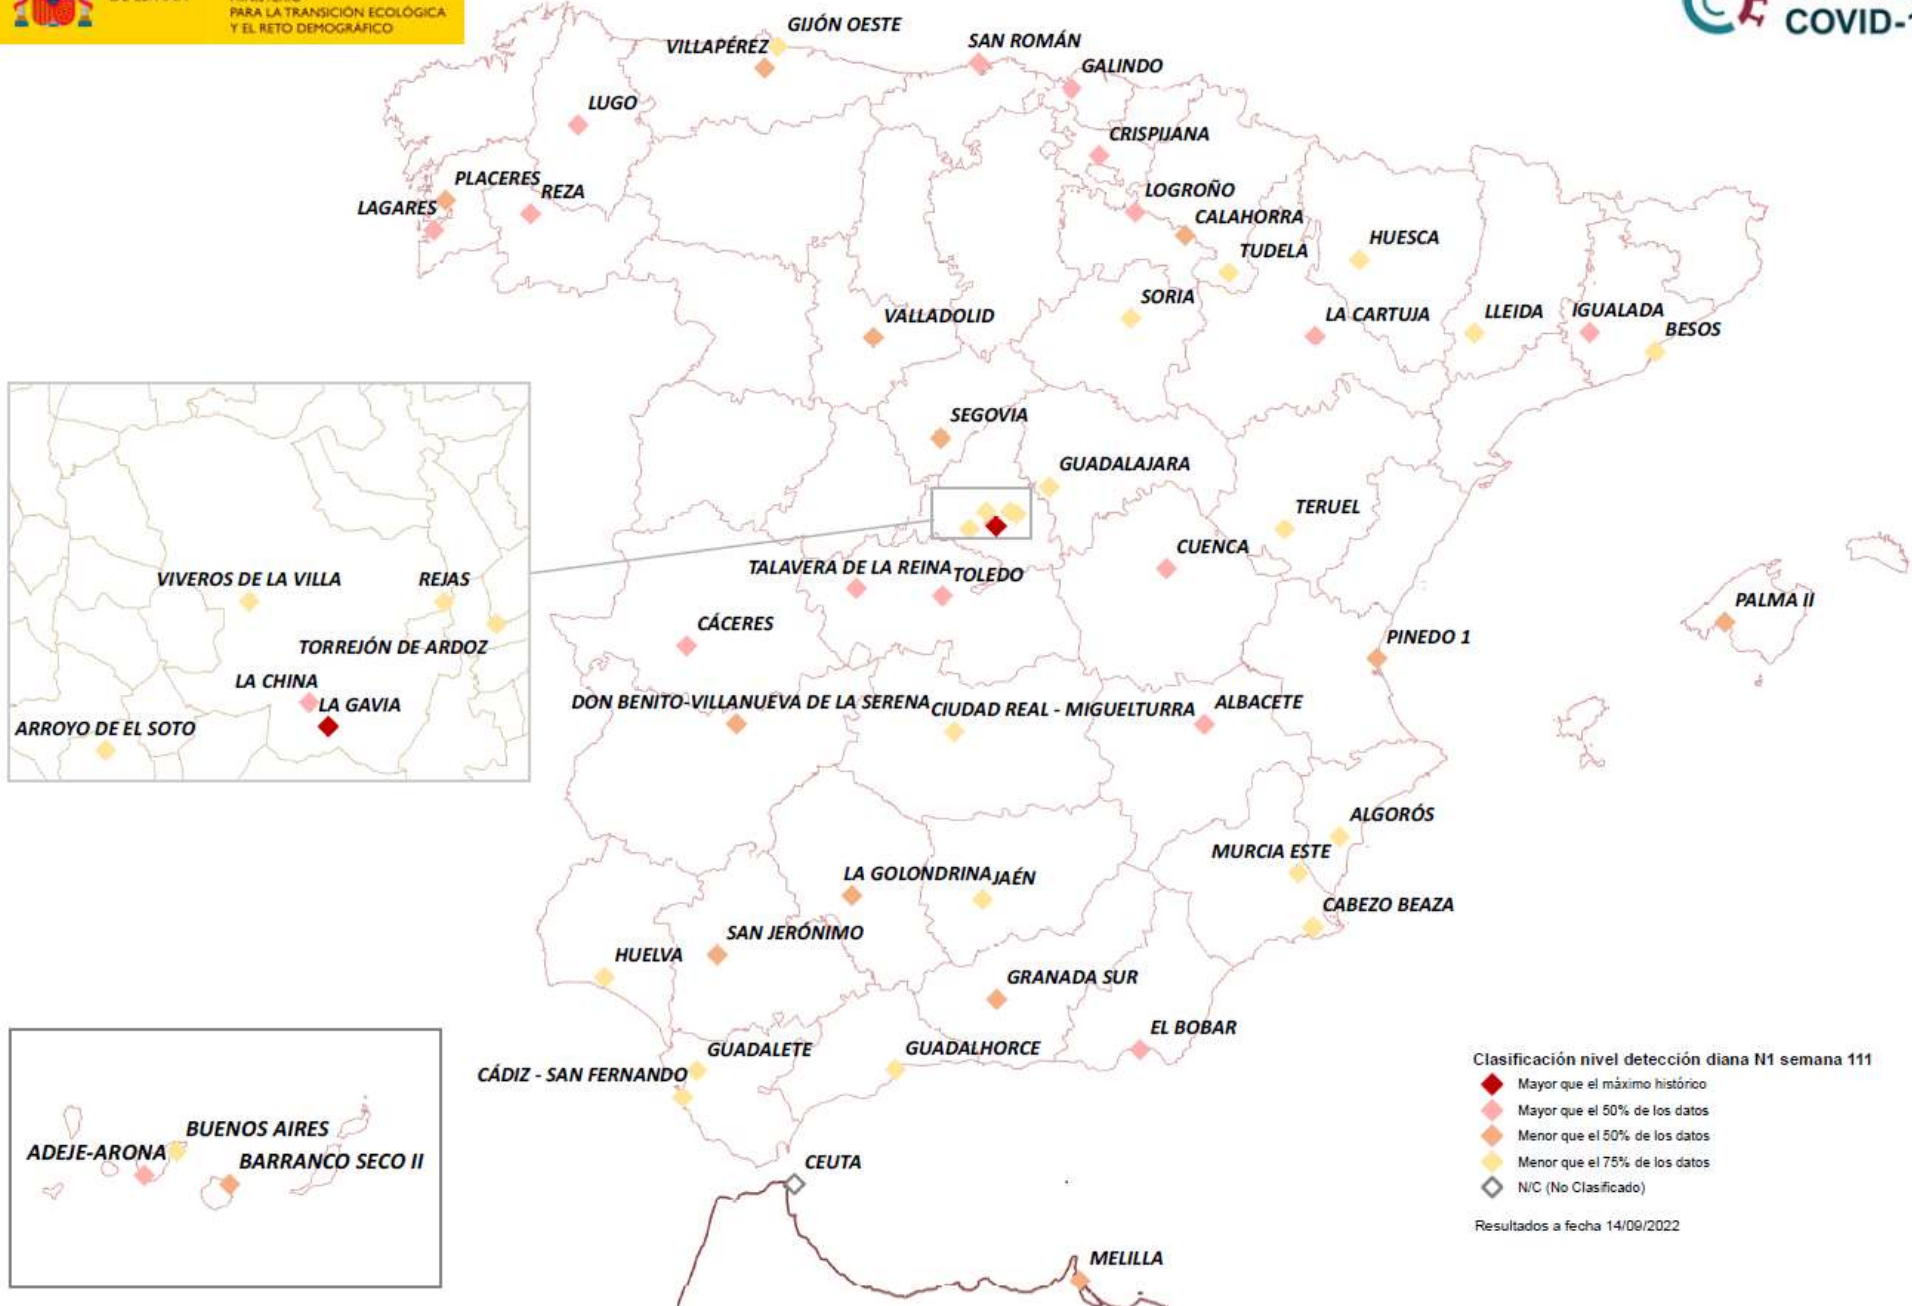 PARA LA TRANSICIÓN ECOLÓGICA
Y EL RETO DEMOGRÁFICO
COVID-1
GIJÓN OESTE
VILLAPÉREZ
SAN ROMÁN
GALINDO
LUGO
CRISPIJANA
PLACERES
REZA
LAGARES
LOGROÑO
CALAHORRA
TUDELA
HUESCA
SORIA
VALLADOLID
LA CARTUJA
LLEIDA
IGUALADA
BESOS
SEGOVIA
GUADALAJARA
TERUEL
CUENCA
TALAVERA DE LA REINA
TOLEDO
VIVEROS DE LA VILLA
REJAS
TORREJÓN DE ARDOZ
LA CHINA
LA GAVIA
ARROYO DE EL SOTO
PALMA II
CÁCERES
PINEDO 1
DON BENITO-VILLANUEVA DE LA SERENA
CIUDAD REAL - MIGUELTURRA
ALBACETE
ALGORÓS
MURCIA ESTE
LA GOLONDRINA
JAÉN
CABEZO BEAZA
SAN JERÓNIMO
HUELVA
GRANADA SUR
EL BOBAR
GUADALETE
GUADALHORCE
CÁDIZ - SAN FERNANDO
BUENOS AIRES
ADEJE-ARONA
BARRANCO SECO II
CEUTA
MELILLA
Clasificación nivel detección diana N1 semana 111
Mayor que el máximo histórico
Mayor que el 50% de los datos
Menor que el 50% de los datos
Menor que el 75% de los datos
N/C (No Clasificado)
Resultados a fecha 14/09/2022